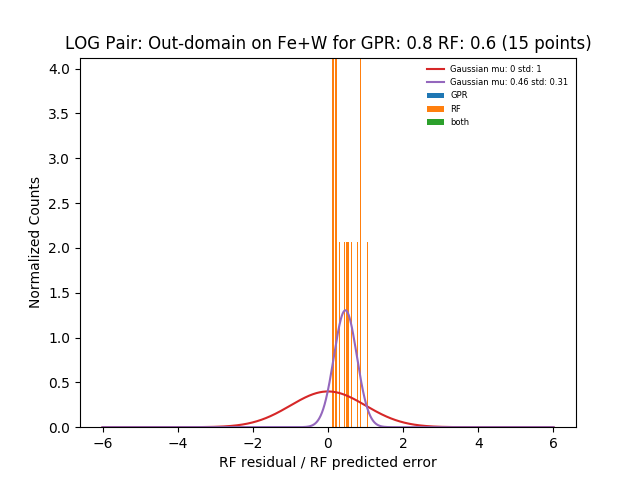 LOG Pair: Out-domain on Fe+W for GPR: 0.8 RF: 0.6 (15 points)
Gaussian mu: 0 std: 1
Gaussian mu: 0.46 std: 0.31
GPR
RF
both
Normalized Counts
4.0
3.5
3.0
2.5
2.0
1.5
1.0
0.5
0.0
−6 −4 −2 0 2 4 6
RF residual / RF predicted error